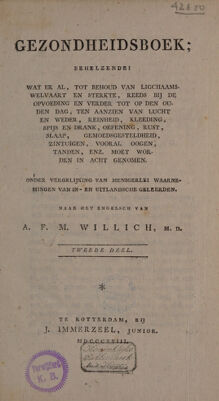 GEZONDHEIDSBOEK;
BEHELZENDE:
WAT ER AL, TOT BEHOUD VAN LIGCHAAMS-
WELVAART EN STERKTE, REEDS BIJ DE
OPVOEDING EN VERDER TOT OP DEN OU-
DEN DAG, TEN AANZIEN VAN LUCHT
EN WEDER, REINHEID, KLEEDING,
SPIJS EN DRANK, OEFENING, RUST,
SLAAP, GEMOEDSGESTELDHEID,
ZINTUIGEN, VOORAL OOGEN,
TANDEN, ENZ. MOET WOR-
DEN IN ACHT GENOMEN.
ONDER VERGELIJKING VAN MENIGERLEI WAARNE-
MINGEN VAN IN- EN UITLANDSCHE GELEERDEN.
NAAR HET ENGELSCH VAN
A. F. M. WILLICH, M. D.
TWEEDE DEEL.
*
TE ROTTERDAM, BIJ
J. IMMERZEEL, JUNIOR.